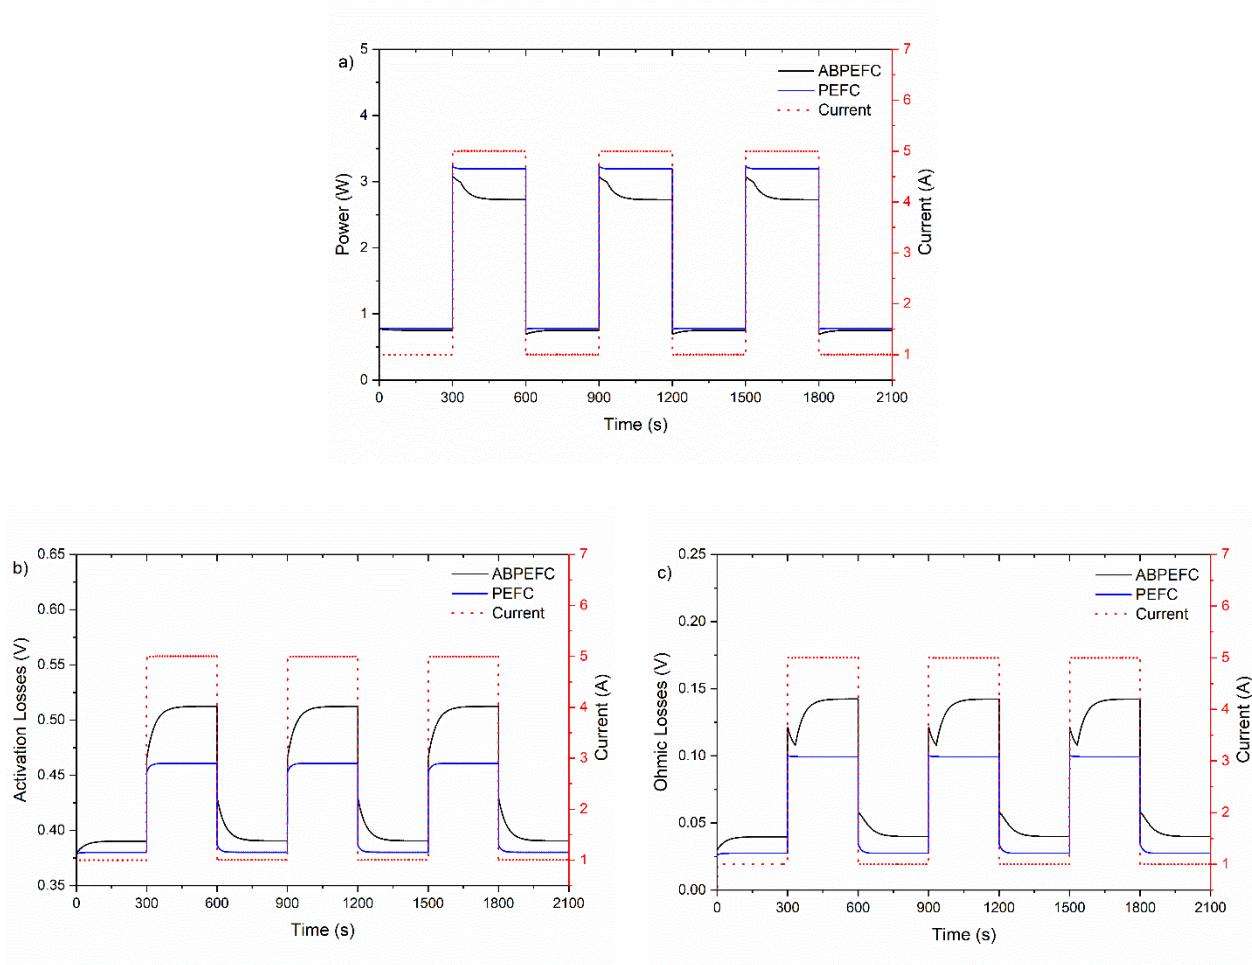 a)
5
4
3
2
1
0
Power (W)
7
6
5
4
3
2
1
Current (A)
ABPEFC
PEFC
Current
0 300 600 900 1200 1500 1800 2100
Time (s)
b)
0.65
0.60
0.55
0.50
0.45
0.40
0.35
Activation Losses (V)
7
6
5
4
3
2
1
Current (A)
ABPEFC
PEFC
Current
0 300 600 900 1200 1500 1800 2100
Time (s)
c)
0.25
0.20
0.15
0.10
0.05
0.00
Ohmic Losses (V)
7
6
5
4
3
2
1
Current (A)
ABPEFC
PEFC
Current
0 300 600 900 1200 1500 1800 2100
Time (s)